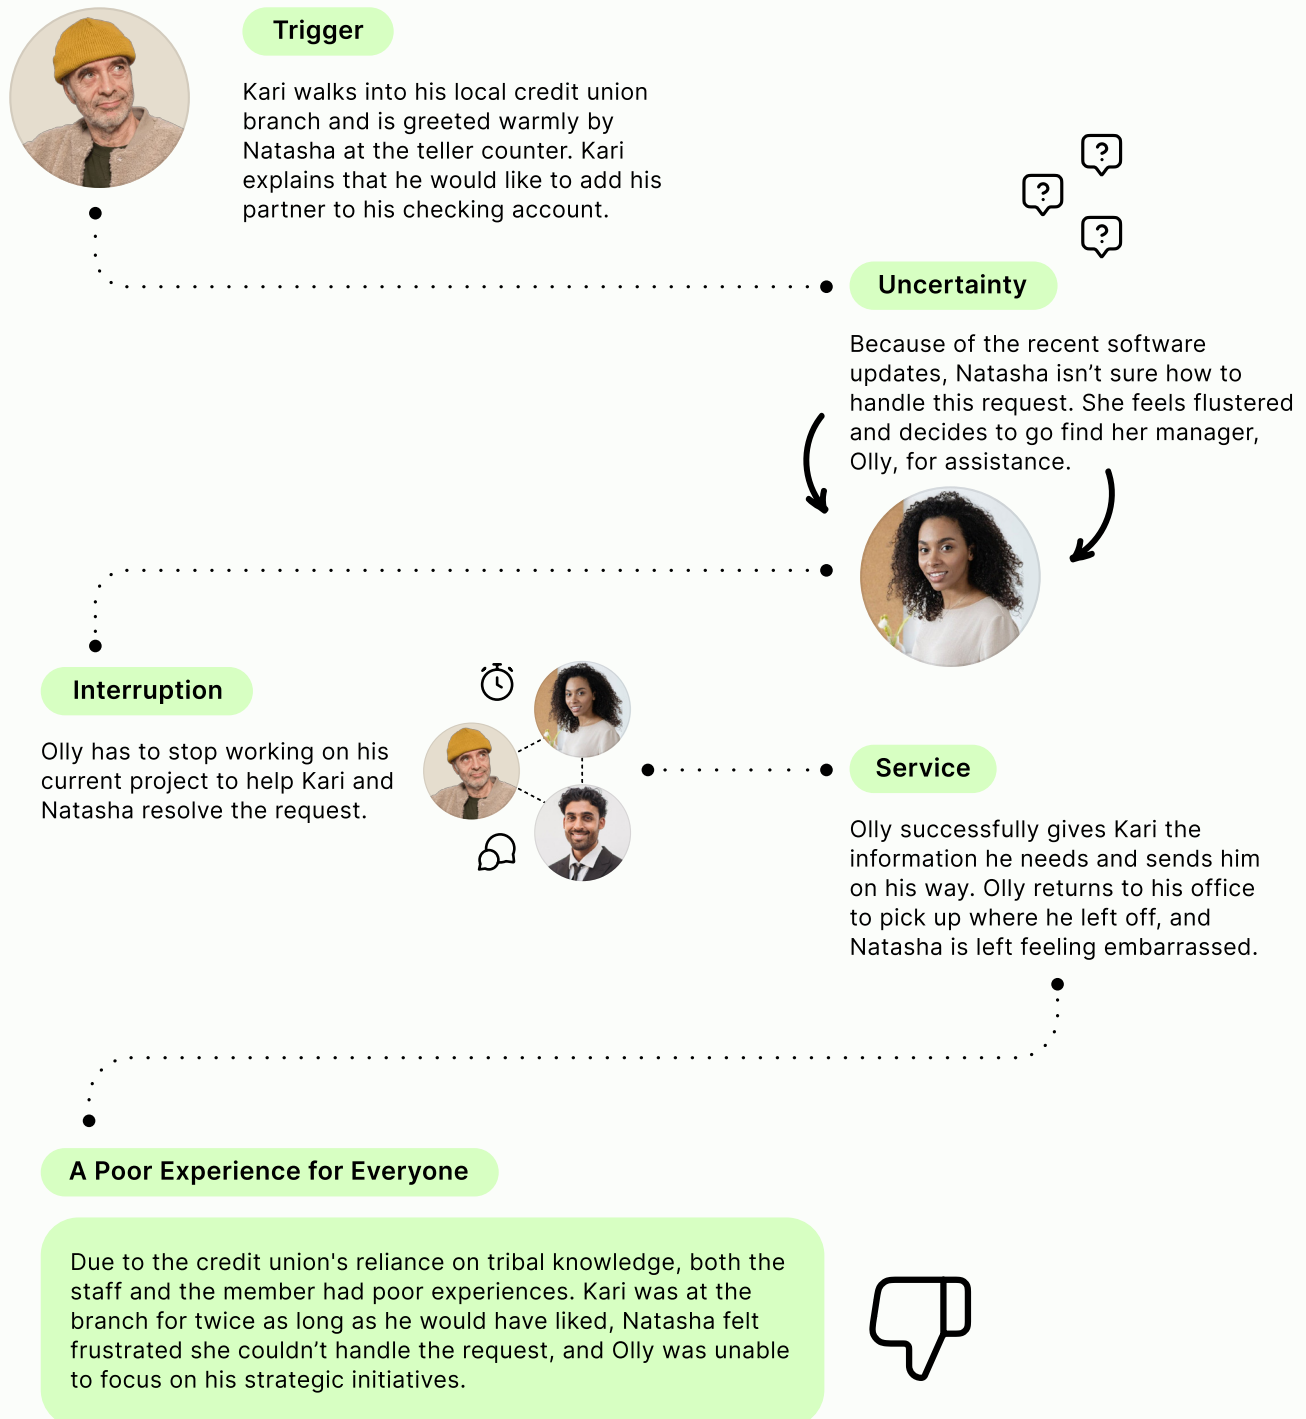 Trigger
Kari walks into his local credit union
branch and is greeted warmly by
Natasha at the teller counter. Kari
explains that he would like to add his
partner to his checking account.
?
?
?
Uncertainty
Because of the recent software
updates, Natasha isn’t sure how to
handle this request. She feels flustered
and decides to go find her manager,
Olly, for assistance.
Interruption
Olly has to stop working on his
current project to help Kari and
Natasha resolve the request.
Service
Olly successfully gives Kari the
information he needs and sends him
on his way. Olly returns to his office
to pick up where he left off, and
Natasha is left feeling embarrassed.
A Poor Experience for Everyone
Due to the credit union's reliance on tribal knowledge, both the
staff and the member had poor experiences. Kari was at the
branch for twice as long as he would have liked, Natasha felt
frustrated she couldn’t handle the request, and Olly was unable
to focus on his strategic initiatives.